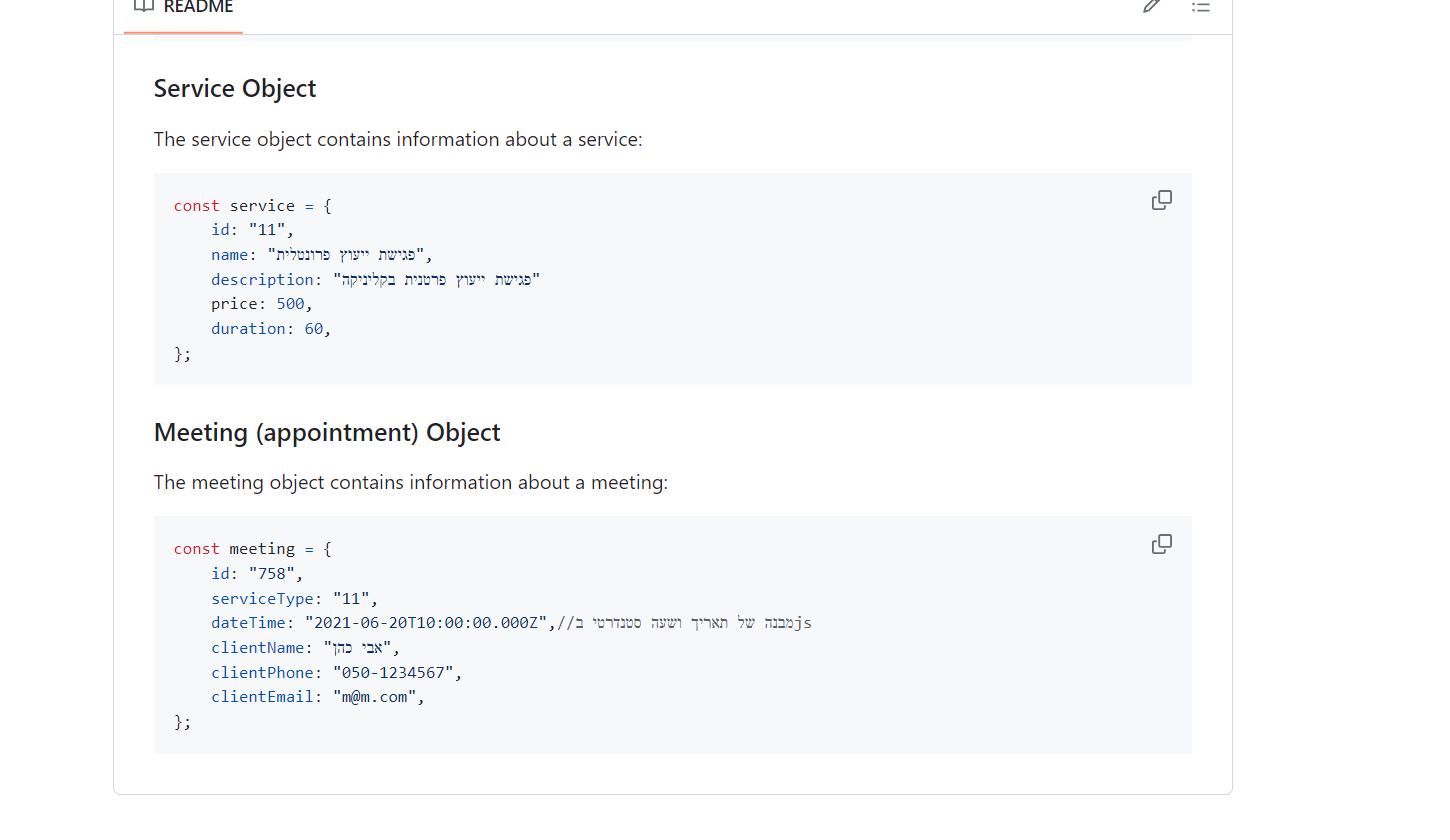 README
Service Object
The service object contains information about a service:
const service = {
id: "11",
name: "פגישת ייעוץ פרונטלית",
description: "פגישת ייעוץ פרטנית בקליניקה"
price: 500,
duration: 60,
};
Meeting (appointment) Object
The meeting object contains information about a meeting:
const meeting = {
id: "758",
serviceType: "11",
dateTime: "2021-06-20T10:00:00.000Z",//מבנה של תאריך ושעה סטנדרטי בjs
clientName: "אבי כהן",
clientPhone: "050-1234567",
clientEmail: "m@m.com",
};